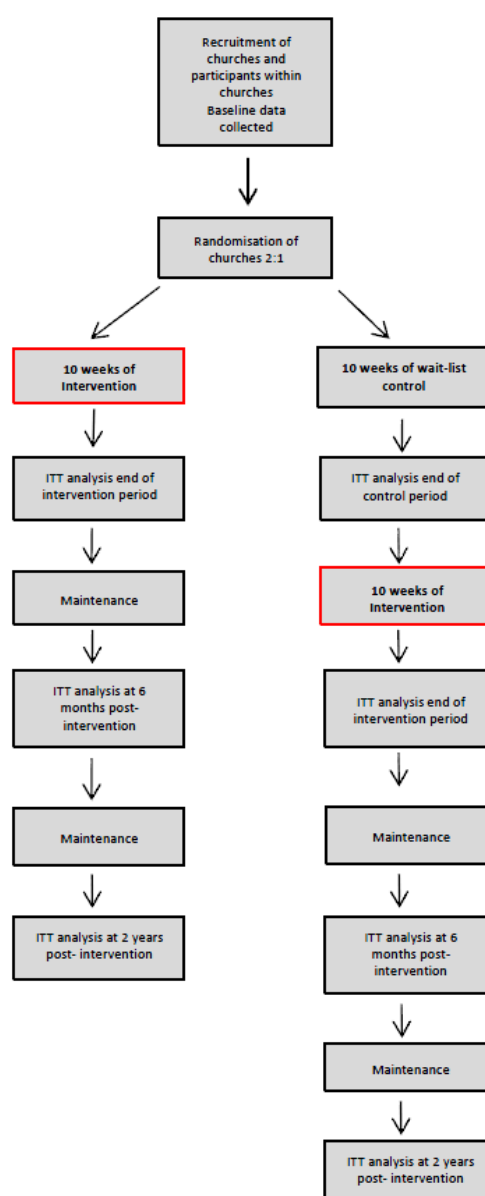 Recruitment of
churches and
participants within
churches
Baseline data
collected
Randisation of
churches 2:1
10 weeks of
Intervention
10 weeks of wait-list
control
ITT analysis end of
intervention period
ITT analysis end of
control period
Maintenance
10 weeks of
Intervention
ITT analysis at 6
months post-
intervention
ITT analysis end of
intervention period
Maintenance
Maintenance
ITT analysis at 2 years
post- intervention
ITT analysis at 6
months post-
intervention
Maintenance
ITT analysis at 2 years
post- intervention